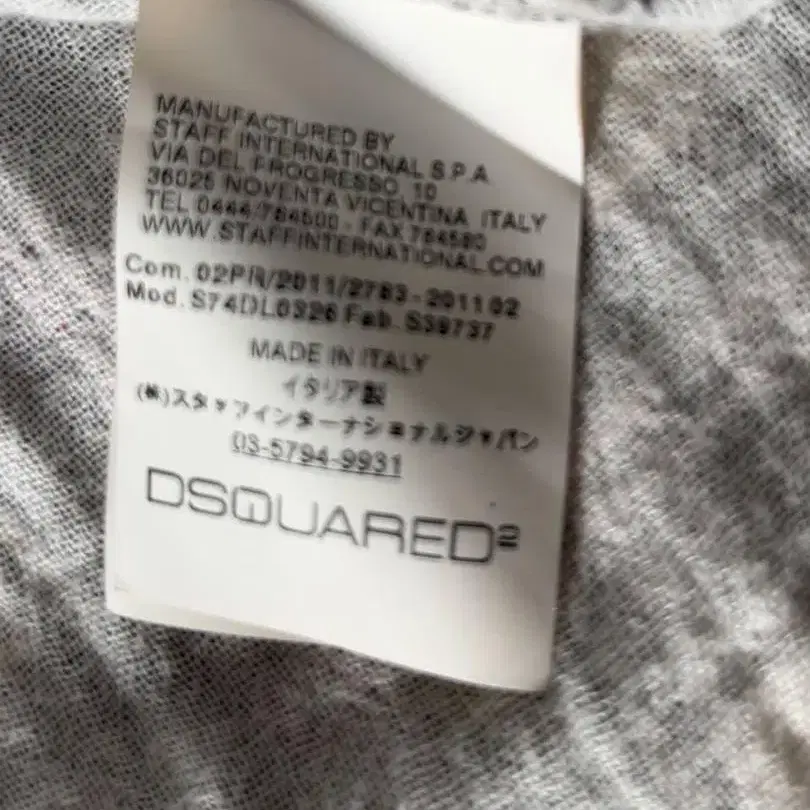 MANUFACTURED BY
STAFF INTERNATIONAL S.P.A
VIA DEL PROGRESSO 10
36025 NOVENTA VICENTINA ITALY
TEL 0444/784600 - FAX 784580
WWW.STAFFINTERNATIONAL.COM
Com. 02PR/2011/2783 - 2011 02
Mod. S74DL0326 Fab. S39737
MADE IN ITALY
イタリア製
(株)スタッフインターナショナルジャパン
03-5794-9931
DSQUARED2